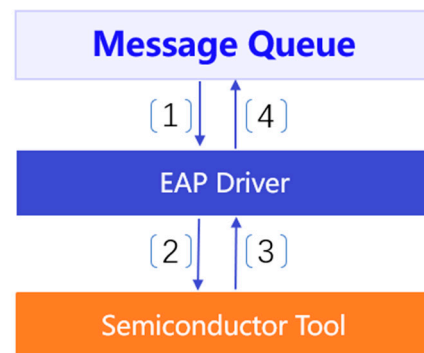 Message Queue
[1] [4]
EAP Driver
[2] [3]
Semiconductor Tool